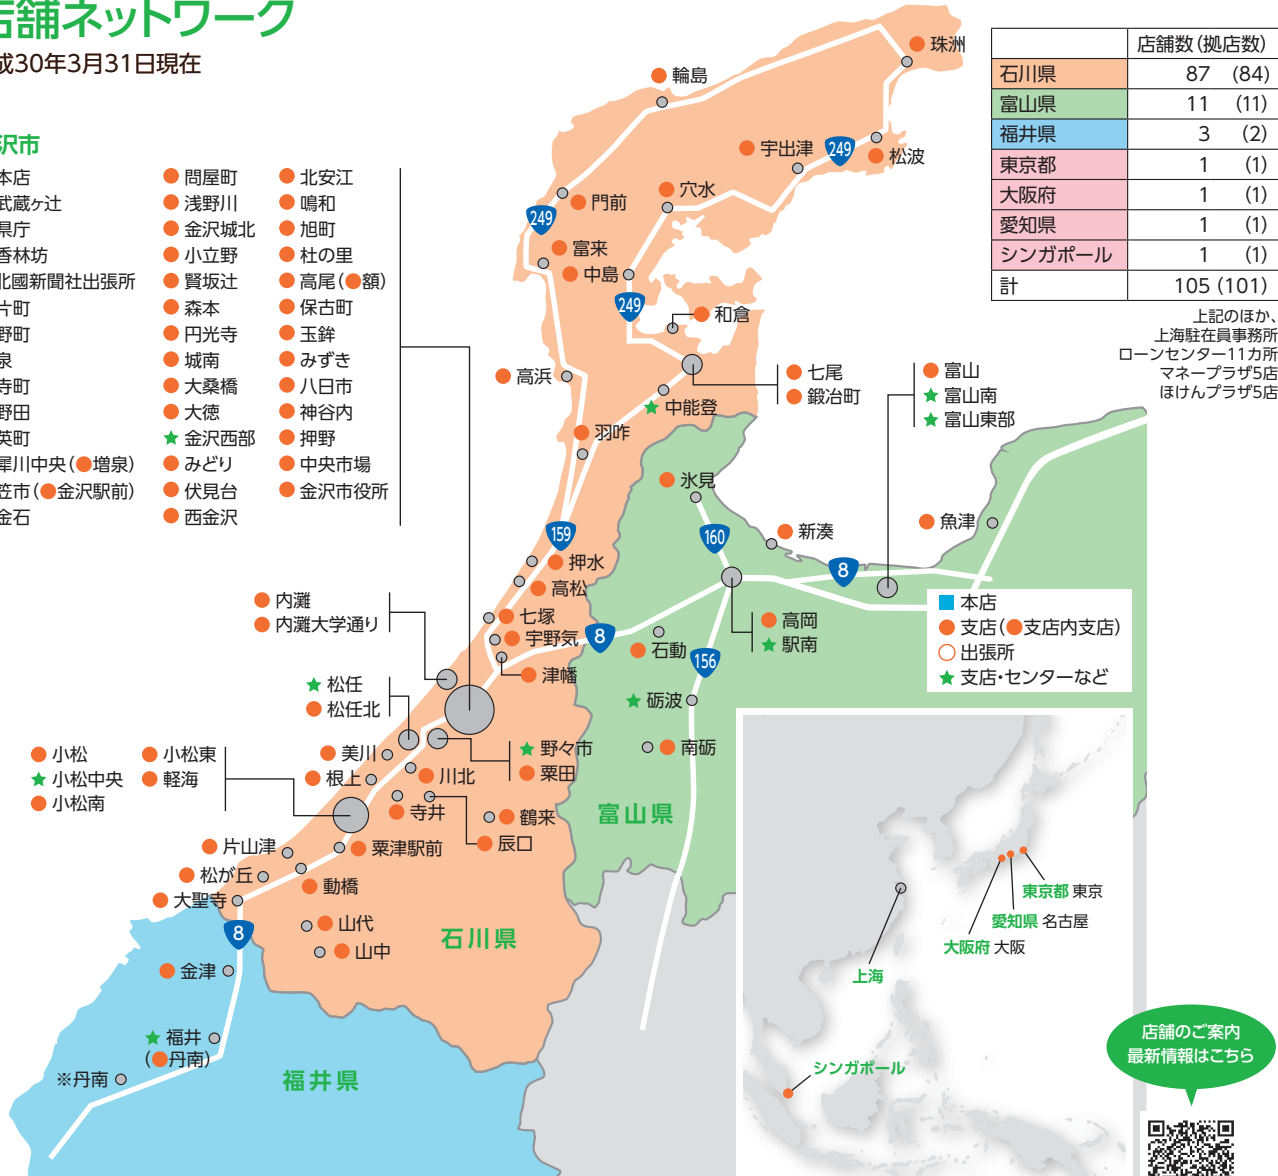 店舗ネットワーク
成30年3月31日現在
沢市
本店
武蔵ヶ辻
県庁
香林坊
北國新聞社出張所
片町
野町
泉
寺町
野田
英町
犀川中央(●増泉)
笠市(●金沢駅前)
金石
問屋町
浅野川
金沢城北
小立野
賢坂辻
森本
円光寺
城南
大桑橋
大徳
金沢西部
みどり
伏見台
西金沢
北安江
鳴和
旭町
杜の里
高尾(●額)
保古町
玉鉾
みずき
八日市
神谷内
押野
中央市場
金沢市役所
店舗数(拠店数)
石川県 87 (84)
富山県 11 (11)
福井県 3 (2)
東京都 1 (1)
大阪府 1 (1)
愛知県 1 (1)
シンガポール 1 (1)
計 105 (101)
上記のほか、
上海駐在員事務所
ローンセンター11カ所
マネープラザ5店
ほけんプラザ5店
珠洲
輪島
宇出津
249
松波
穴水
門前
249
富来
中島
249
和倉
高浜
七尾
鍛冶町
中能登
羽咋
富山
富山南
富山東部
氷見
160
新湊
魚津
8
159
押水
高松
七塚
宇野気
津幡
8
石動
156
高岡
駅南
砺波
南砺
富山県
内灘
内灘大学通り
松任
松任北
小松
小松中央
小松南
小松東
軽海
美川
根上
川北
寺井
野々市
粟田
鶴来
辰口
片山津
粟津駅前
松が丘
動橋
大聖寺
8
山代
山中
石川県
金津
福井
(●丹南)
※丹南
福井県
本店
支店(●支店内支店)
出張所
支店・センターなど
東京都 東京
愛知県 名古屋
大阪府 大阪
上海
シンガポール
店舗のご案内
最新情報はこちら